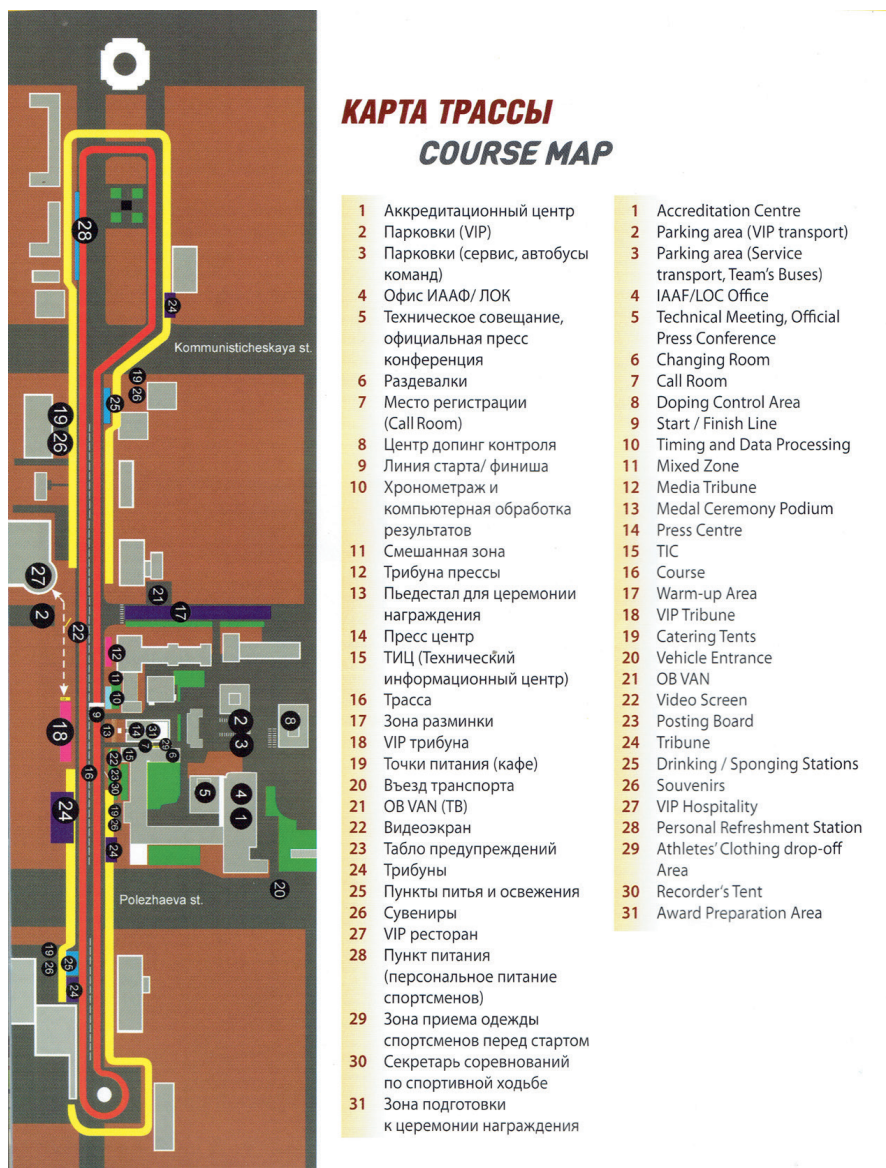 КАРТА ТРАССЫ
COURSE MAP
1 Аккредитационный центр
2 Парковки (VIP)
3 Парковки (сервис, автобусы
команд)
4 Офис ИААФ/ ЛОК
5 Техническое совещание,
официальная пресс
конференция
6 Раздевалки
7 Место регистрации
(Call Room)
8 Центр допинг контроля
9 Линия старта/ финиша
10 Хронометраж и
компьютерная обработка
результатов
11 Смешанная зона
12 Трибуна прессы
13 Пьедестал для церемонии
награждения
14 Пресс центр
15 ТИЦ (Технический
информационный центр)
16 Трасса
17 Зона разминки
18 VIP трибуна
19 Точки питания (кафе)
20 Въезд транспорта
21 OB VAN (ТВ)
22 Видеоэкран
23 Табло предупреждений
24 Трибуны
25 Пункты питья и освежения
26 Сувениры
27 VIP ресторан
28 Пункт питания
(персональное питание
спортсменов)
29 Зона приема одежды
спортсменов перед стартом
30 Секретарь соревнований
по спортивной ходьбе
31 Зона подготовки
к церемонии награждения
1 Accreditation Centre
2 Parking area (VIP transport)
3 Parking area (Service
transport, Team's Buses)
4 IAAF/LOC Office
5 Technical Meeting, Official
Press Conference
6 Changing Room
7 Call Room
8 Doping Control Area
9 Start / Finish Line
10 Timing and Data Processing
11 Mixed Zone
12 Media Tribune
13 Medal Ceremony Podium
14 Press Centre
15 TIC
16 Course
17 Warm-up Area
18 VIP Tribune
19 Catering Tents
20 Vehicle Entrance
21 OB VAN
22 Video Screen
23 Posting Board
24 Tribune
25 Drinking / Sponging Stations
26 Souvenirs
27 VIP Hospitality
28 Personal Refreshment Station
29 Athletes' Clothing drop-off
Area
30 Recorder's Tent
31 Award Preparation Area
28
24
Kommunisticheskaya st.
19 26
25
19 26
27
21
17
2
22
12
11
10
18
9
13
14 31
7 29 6
2
3
8
15
22
23
30
16
5
4
1
24
19 26
24
20
Polezhaeva st.
19 26
25
24